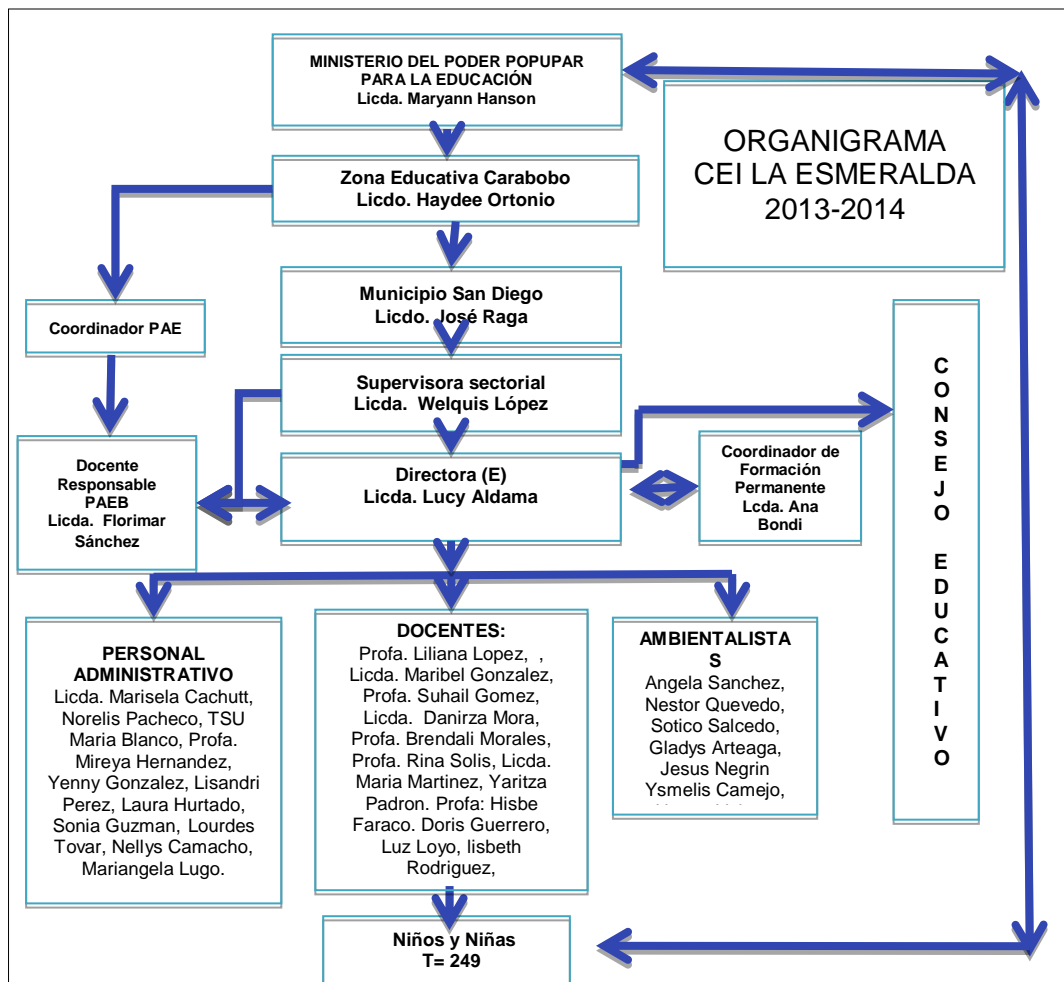 MINISTERIO DEL PODER POPUPAR
PARA LA EDUCACIÓN
Licda. Maryann Hanson
ORGANIGRAMA
CEI LA ESMERALDA
2013-2014
Zona Educativa Carabobo
Licdo. Haydee Ortonio
Municipio San Diego
Licdo. José Raga
Coordinador PAE
Supervisora sectorial
Licda. Welquis López
Docente
Responsable
PAEB
Licda. Florimar
Sánchez
Directora (E)
Licda. Lucy Aldama
Coordinador de
Formación
Permanente
Lcda. Ana
Bondi
CONSEJO EDUCATIVO
PERSONAL
ADMINISTRATIVO
Licda. Marisela Cachutt,
Norelis Pacheco, TSU
Maria Blanco, Profa.
Mireya Hernandez,
Yenny Gonzalez, Lisandri
Perez, Laura Hurtado,
Sonia Guzman, Lourdes
Tovar, Nellys Camacho,
Mariangela Lugo.
DOCENTES:
Profa. Liliana Lopez, ,
Licda. Maribel Gonzalez,
Profa. Suhail Gomez,
Licda. Danirza Mora,
Profa. Brendali Morales,
Profa. Rina Solis, Licda.
Maria Martinez, Yaritza
Padron. Profa: Hisbe
Faraco. Doris Guerrero,
Luz Loyo, lisbeth
Rodriguez,
AMBIENTALISTA
S
Angela Sanchez,
Nestor Quevedo,
Sotico Salcedo,
Gladys Arteaga,
Jesus Negrin
Ysmelis Camejo,
Niños y Niñas
T= 249